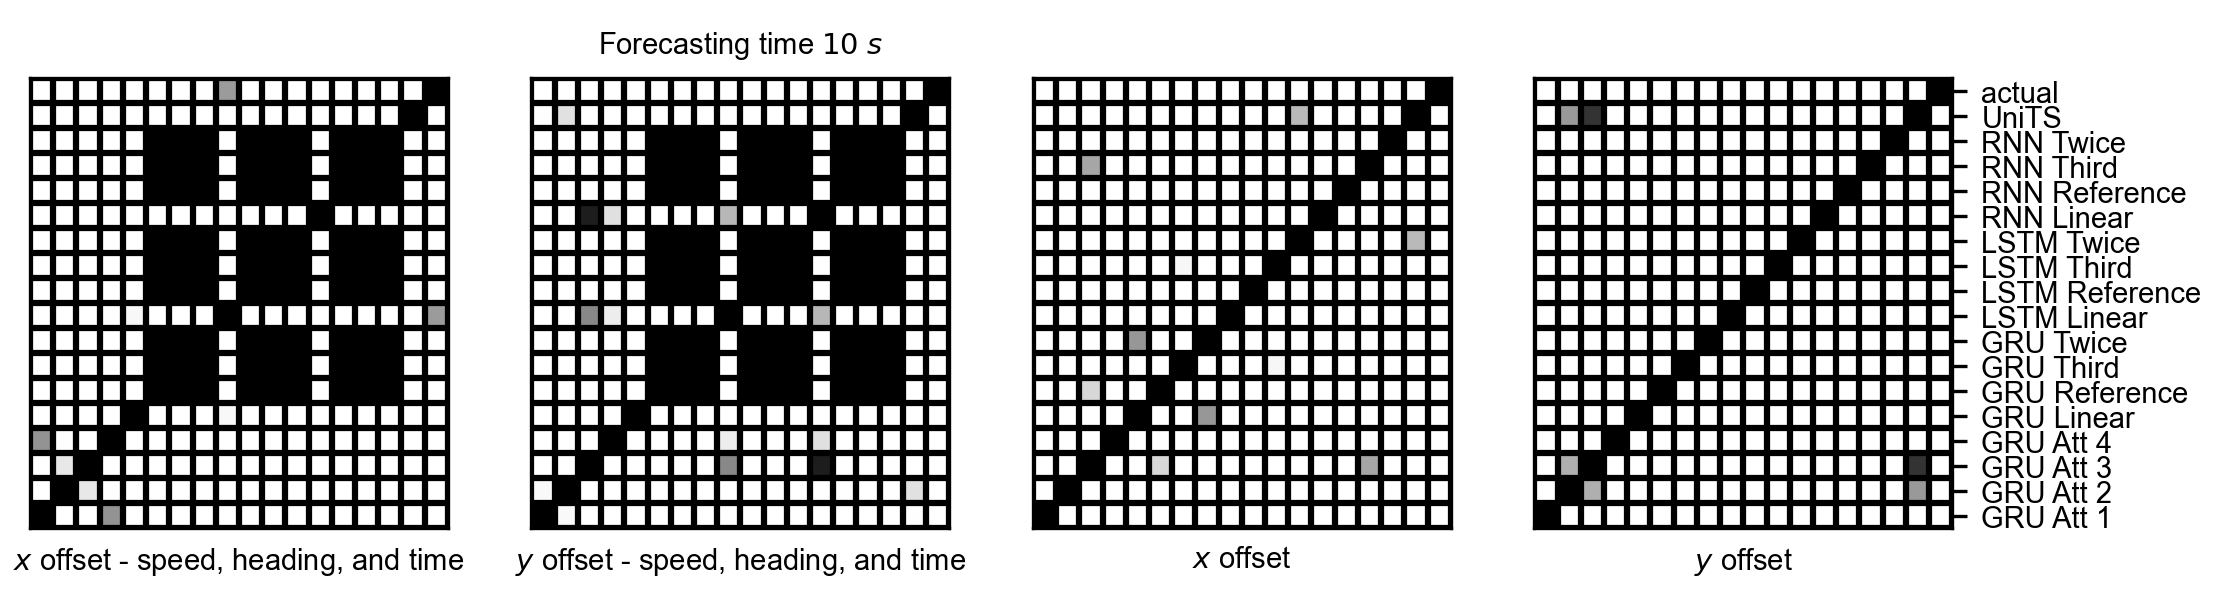 Forecasting time 10 s
actual
UniTS
RNN Twice
RNN Third
RNN Reference
RNN Linear
LSTM Twice
LSTM Third
LSTM Reference
LSTM Linear
GRU Twice
GRU Third
GRU Reference
GRU Linear
GRU Att 4
GRU Att 3
GRU Att 2
GRU Att 1
x offset - speed, heading, and time
y offset - speed, heading, and time
x offset
y offset